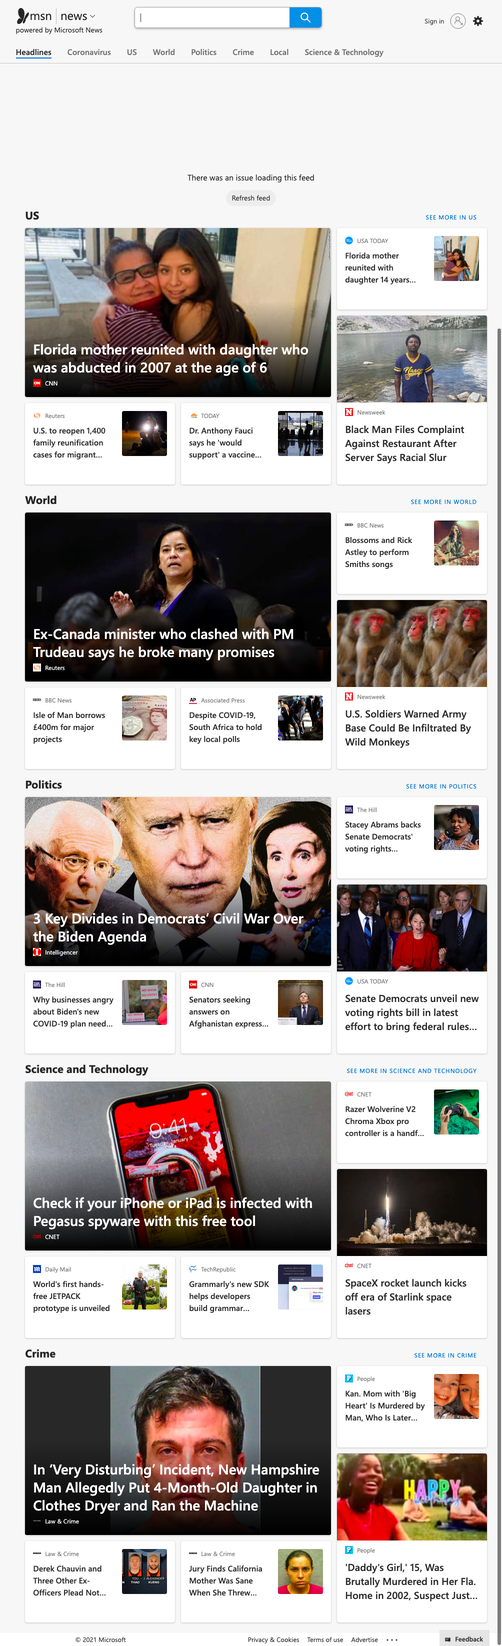 msn news
powered by Microsoft News
Sign in
Headlines Coronavirus US World Politics Crime Local Science & Technology
There was an issue loading this feed
Refresh feed
US
SEE MORE IN US
Florida mother reunited with daughter who
was abducted in 2007 at the age of 6
CNN
USA TODAY
Florida mother
reunited with
daughter 14 years...
Newsweek
Black Man Files Complaint
Against Restaurant After
Server Says Racial Slur
Reuters
U.S. to reopen 1,400
family reunification
cases for migrant...
TODAY
Dr. Anthony Fauci
says he 'would
support' a vaccine...
World
SEE MORE IN WORLD
Ex-Canada minister who clashed with PM
Trudeau says he broke many promises
Reuters
BBC News
Blossoms and Rick
Astley to perform
Smiths songs
Newsweek
U.S. Soldiers Warned Army
Base Could Be Infiltrated By
Wild Monkeys
BBC News
Isle of Man borrows
£400m for major
projects
AP
Associated Press
Despite COVID-19,
South Africa to hold
key local polls
Politics
SEE MORE IN POLITICS
3 Key Divides in Democrats' Civil War Over
the Biden Agenda
Intelligencer
The Hill
Stacey Abrams backs
Senate Democrats'
voting rights...
USA TODAY
Senate Democrats unveil new
voting rights bill in latest
effort to bring federal rules...
The Hill
Why businesses angry
about Biden's new
COVID-19 plan need...
CNN
Senators seeking
answers on
Afghanistan express...
Science and Technology
SEE MORE IN SCIENCE AND TECHNOLOGY
9:41
Check if your iPhone or iPad is infected with
Pegasus spyware with this free tool
CNET
CNET
Razer Wolverine V2
Chroma Xbox pro
controller is a handf...
CNET
SpaceX rocket launch kicks
off era of Starlink space
lasers
Daily Mail
World's first hands-
free JETPACK
prototype is unveiled
TechRepublic
Grammarly's new SDK
helps developers
build grammar...
Crime
SEE MORE IN CRIME
In 'Very Disturbing' Incident, New Hampshire
Man Allegedly Put 4-Month-Old Daughter in
Clothes Dryer and Ran the Machine
Law & Crime
People
Kan. Mom with 'Big
Heart' Is Murdered by
Man, Who Is Later...
HAPPY
People
'Daddy's Girl,' 15, Was
Brutally Murdered in Her Fla.
Home in 2002, Suspect Just...
Law & Crime
Derek Chauvin and
Three Other Ex-
Officers Plead Not...
Law & Crime
Jury Finds California
Mother Was Sane
When She Threw...
© 2021 Microsoft
Privacy & Cookies Terms of use Advertise ...
Feedback